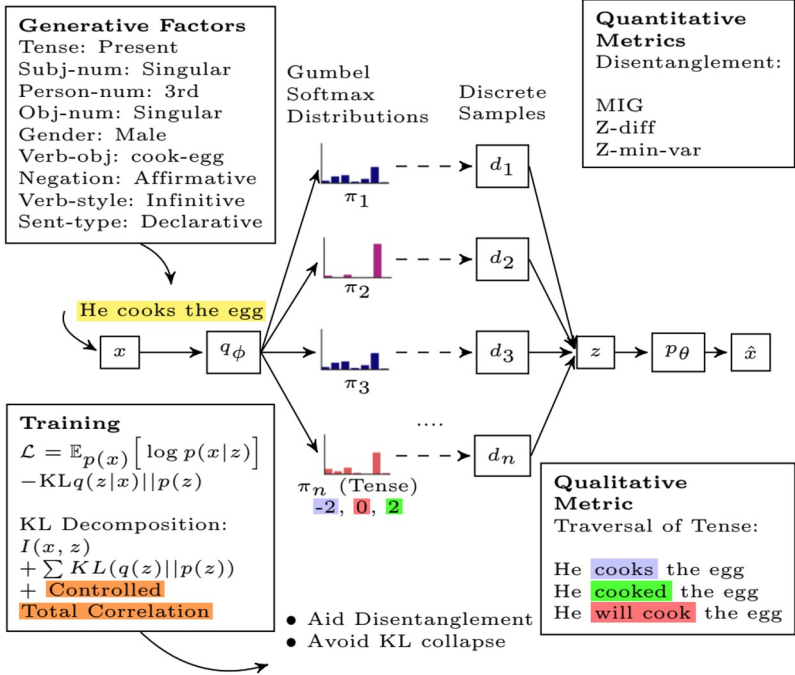 Generative Factors
Tense: Present
Subj-num: Singular
Person-num: 3rd
Obj-num: Singular
Gender: Male
Verb-obj: cook-egg
Negation: Affirmative
Verb-style: Infinitive
Sent-type: Declarative
Gumbel
Softmax
Distributions
Discrete
Samples
Quantitative
Metrics
Disentanglement:
MIG
Z-diff
Z-min-var
π₁
d₁
π₂
d₂
He cooks the egg
x
q_ϕ
π₃
d₃
z
p_θ
x̂
....
πₙ (Tense)
-2, 0, 2
dₙ
Training
ℒ = 𝔼_p(x) [log p(x|z)]
−KLq(z|x)||p(z)
KL Decomposition:
I(x, z)
+ ∑ KL(q(z)||p(z))
+ Controlled
Total Correlation
• Aid Disentanglement
• Avoid KL collapse
Qualitative
Metric
Traversal of Tense:
He cooks the egg
He cooked the egg
He will cook the egg